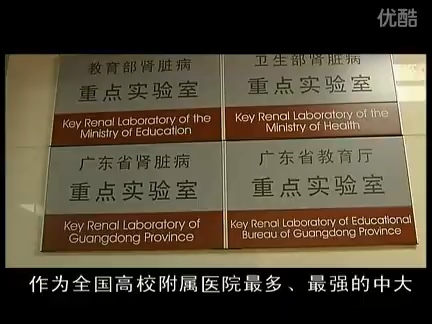 优酷
教育部肾脏病
重点实验室
Key Renal Laboratory of the
Ministry of Education
卫生部肾脏病
重点实验室
Key Renal Laboratory of the
Ministry of Health
广东省肾脏病
重点实验室
Key Renal Laboratory of
Guangdong Province
广东省教育厅
重点实验室
Key Renal Laboratory of Educational
Bureau of Guangdong Province
作为全国高校附属医院最多、最强的中大